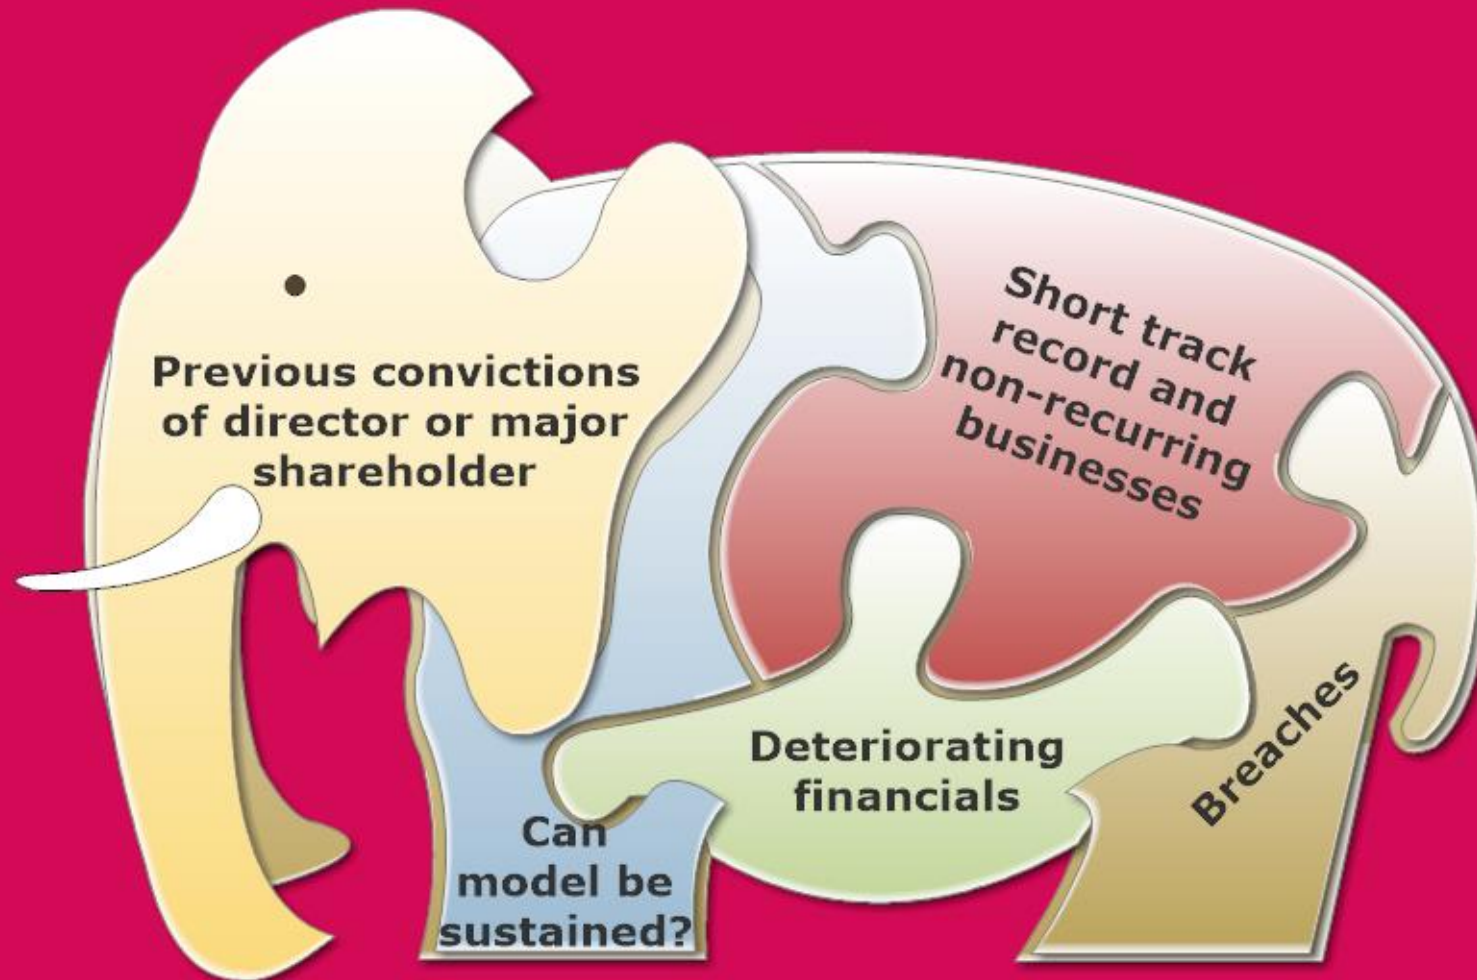 Previous convictions
of director or major
shareholder
Short track
record and
non-recurring
businesses
Deteriorating
financials
Breaches
Can
model be
sustained?